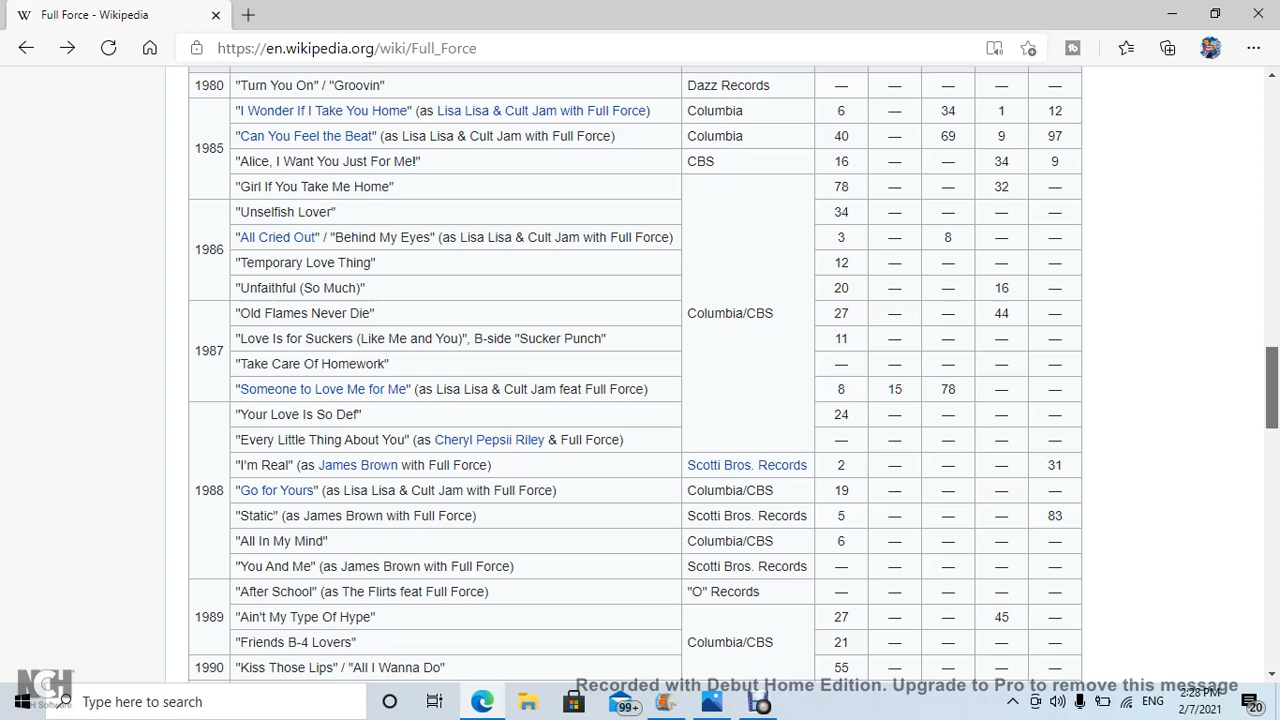 Full Force - Wikipedia
https://en.wikipedia.org/wiki/Full_Force
1980 "Turn You On" / "Groovin" Dazz Records — — — — —
"I Wonder If I Take You Home" (as Lisa Lisa & Cult Jam with Full Force) Columbia 6 — 34 1 12
"Can You Feel the Beat" (as Lisa Lisa & Cult Jam with Full Force) Columbia 40 — 69 9 97
1985
"Alice, I Want You Just For Me!" CBS 16 — — 34 9
"Girl If You Take Me Home" 78 — — 32 —
"Unselfish Lover" 34 — — — —
"All Cried Out" / "Behind My Eyes" (as Lisa Lisa & Cult Jam with Full Force) 3 — 8 — —
1986
"Temporary Love Thing" 12 — — — —
"Unfaithful (So Much)" 20 — — 16 —
"Old Flames Never Die" Columbia/CBS 27 — — 44 —
"Love Is for Suckers (Like Me and You)", B-side "Sucker Punch" 11 — — — —
1987
"Take Care Of Homework" — — — — —
"Someone to Love Me for Me" (as Lisa Lisa & Cult Jam feat Full Force) 8 15 78 — —
"Your Love Is So Def" 24 — — — —
"Every Little Thing About You" (as Cheryl Pepsii Riley & Full Force) — — — — —
"I'm Real" (as James Brown with Full Force) Scotti Bros. Records 2 — — — 31
1988 "Go for Yours" (as Lisa Lisa & Cult Jam with Full Force) Columbia/CBS 19 — — — —
"Static" (as James Brown with Full Force) Scotti Bros. Records 5 — — — 83
"All In My Mind" Columbia/CBS 6 — — — —
"You And Me" (as James Brown with Full Force) Scotti Bros. Records — — — — —
"After School" (as The Flirts feat Full Force) "O" Records — — — — —
1989 "Ain't My Type Of Hype" 27 — — 45 —
"Friends B-4 Lovers" Columbia/CBS 21 — — — —
1990 "Kiss Those Lips" / "All I Wanna Do" 55 — — — —
Recorded with Debut Home Edition. Upgrade to Pro to remove this message
NCH Software
Type here to search 99+ ENG 2:28 PM
2/7/2021 20